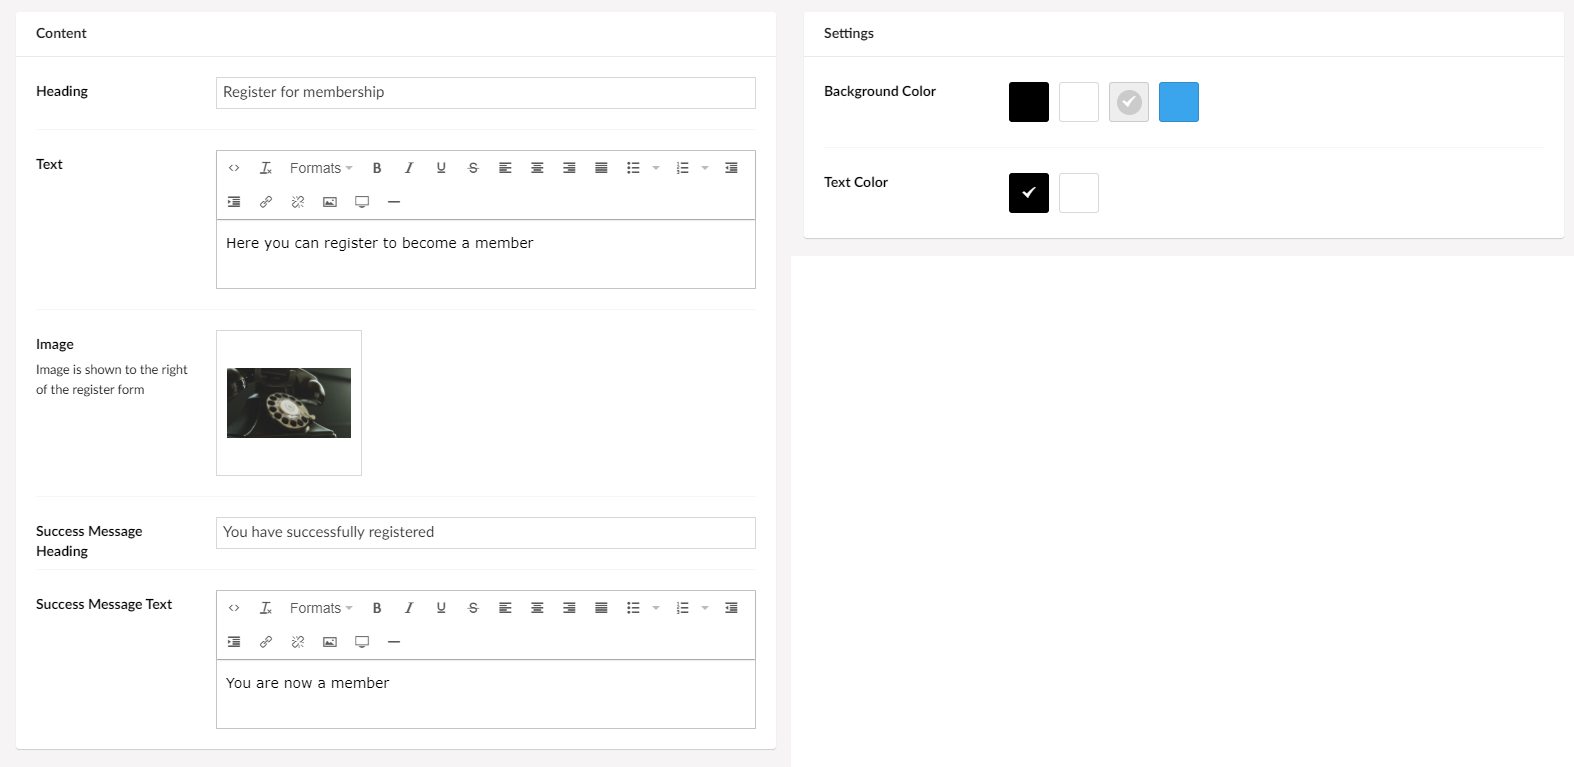 Content
Heading
Register for membership
Text
Formats
B I U S
Here you can register to become a member
Image
Image is shown to the right
of the register form
Success Message
Heading
You have successfully registered
Success Message Text
Formats
B I U S
You are now a member
Settings
Background Color
Text Color